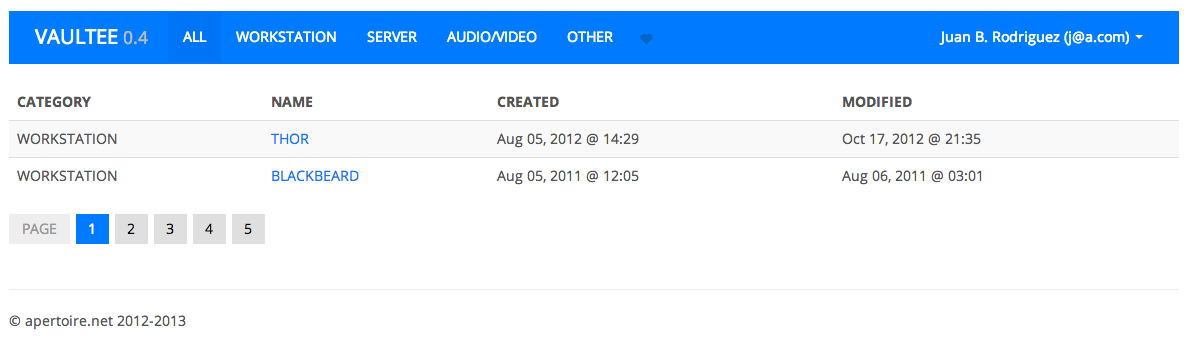 VAULTEE 0.4 ALL WORKSTATION SERVER AUDIO/VIDEO OTHER Juan B. Rodriguez (j@a.com)
CATEGORY NAME CREATED MODIFIED
WORKSTATION THOR Aug 05, 2012 @ 14:29 Oct 17, 2012 @ 21:35
WORKSTATION BLACKBEARD Aug 05, 2011 @ 12:05 Aug 06, 2011 @ 03:01
PAGE 1 2 3 4 5
© apertoire.net 2012-2013